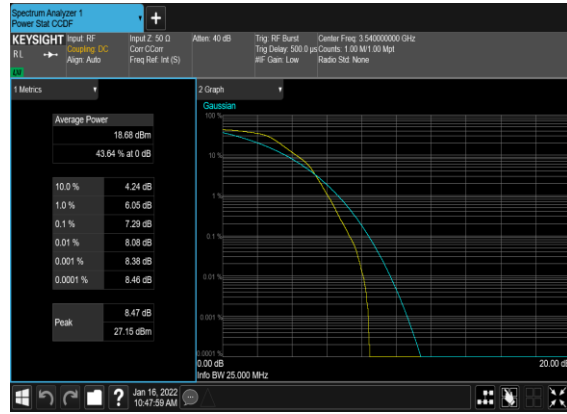 Spectrum Analyzer 1
Power Stat CCDF
+
KEYSIGHT
R L
Input: RF
Coupling: DC
Align: Auto
Input Z: 50 Ω
Corr CCorr
Freq Ref: Int (S)
Atten: 40 dB
Trig: RF Burst
Trig Delay: 500.0 µs
#IF Gain: Low
Center Freq: 3.540000000 GHz
Counts: 1.00 M/1.00 Mpt
Radio Std: None
1 Metrics
Average Power
18.68 dBm
43.64 % at 0 dB
10.0 % 4.24 dB
1.0 % 6.05 dB
0.1 % 7.29 dB
0.01 % 8.08 dB
0.001 % 8.38 dB
0.0001 % 8.46 dB
Peak
8.47 dB
27.15 dBm
2 Graph
Gaussian
100 %
10 %
1 %
0.1 %
0.01 %
0.001 %
0.0001 %
0.00 dB 20.00 dB
Info BW 25.000 MHz
?
Jan 16, 2022
10:47:59 AM